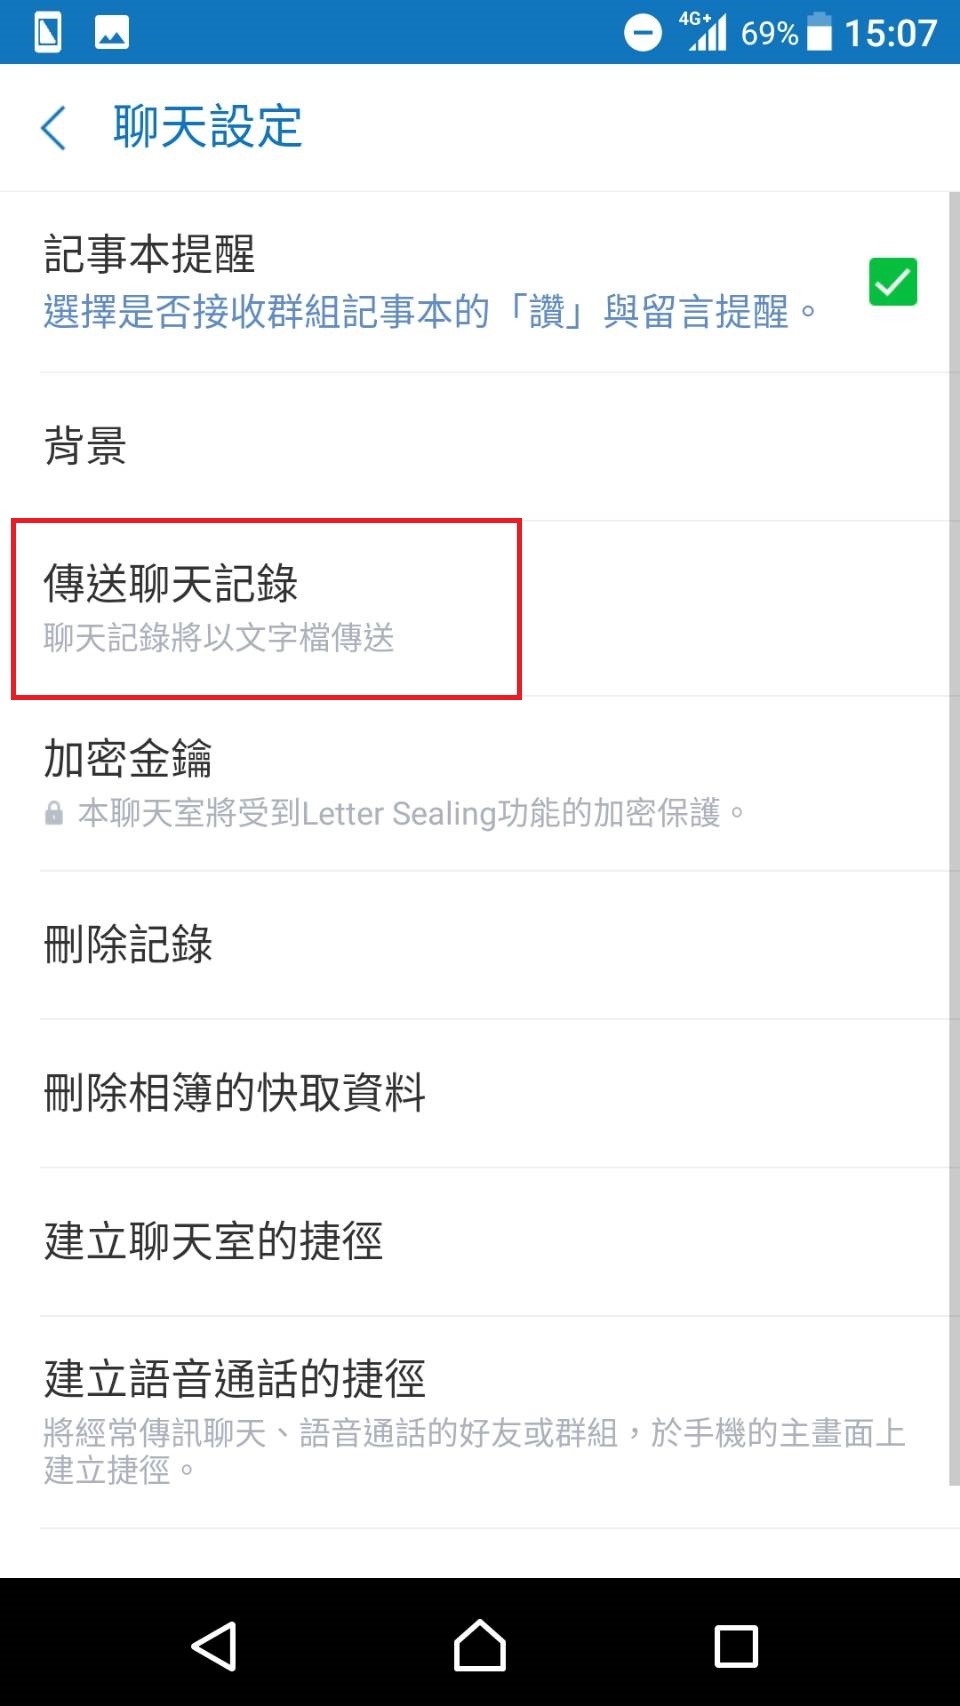 4G+ 69% 15:07
聊天設定
記事本提醒
選擇是否接收群組記事本的「讚」與留言提醒。
背景
傳送聊天記錄
聊天記錄將以文字檔傳送
加密金鑰
本聊天室將受到Letter Sealing功能的加密保護。
刪除記錄
刪除相簿的快取資料
建立聊天室的捷徑
建立語音通話的捷徑
將經常傳訊聊天、語音通話的好友或群組，於手機的主畫面上
建立捷徑。